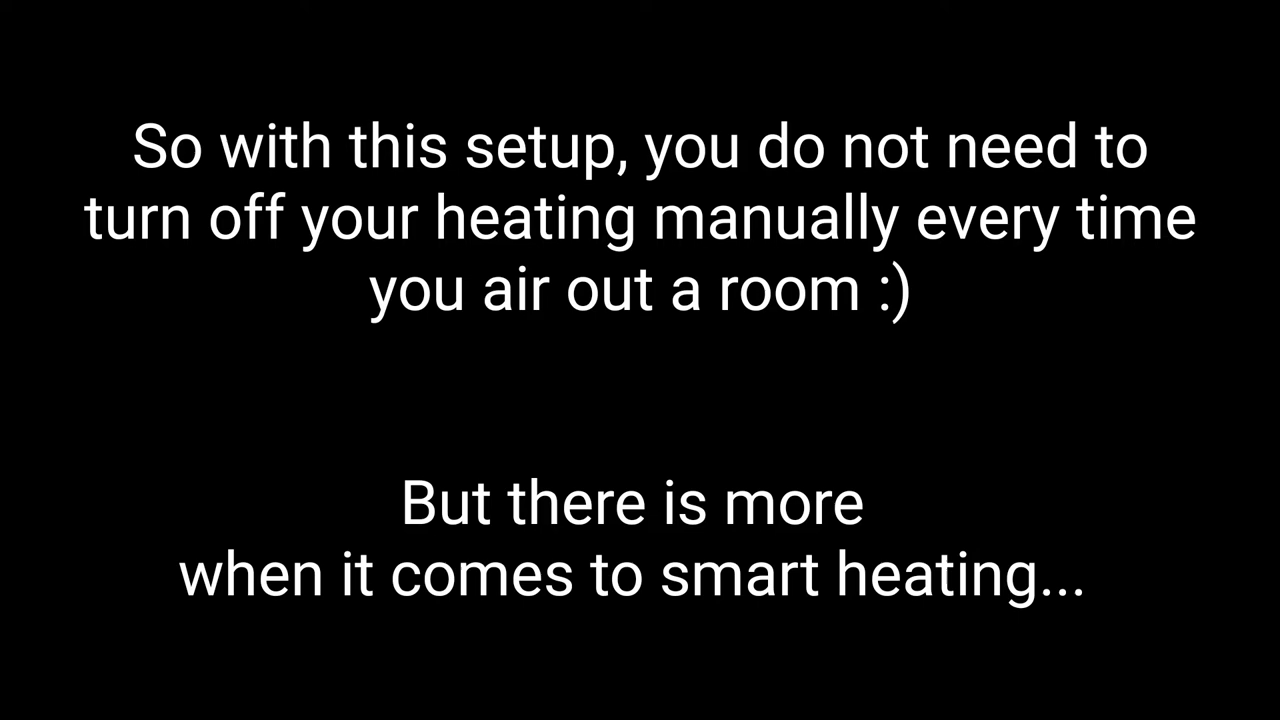 So with this setup, you do not need to
turn off your heating manually every time
you air out a room :)
But there is more
when it comes to smart heating...